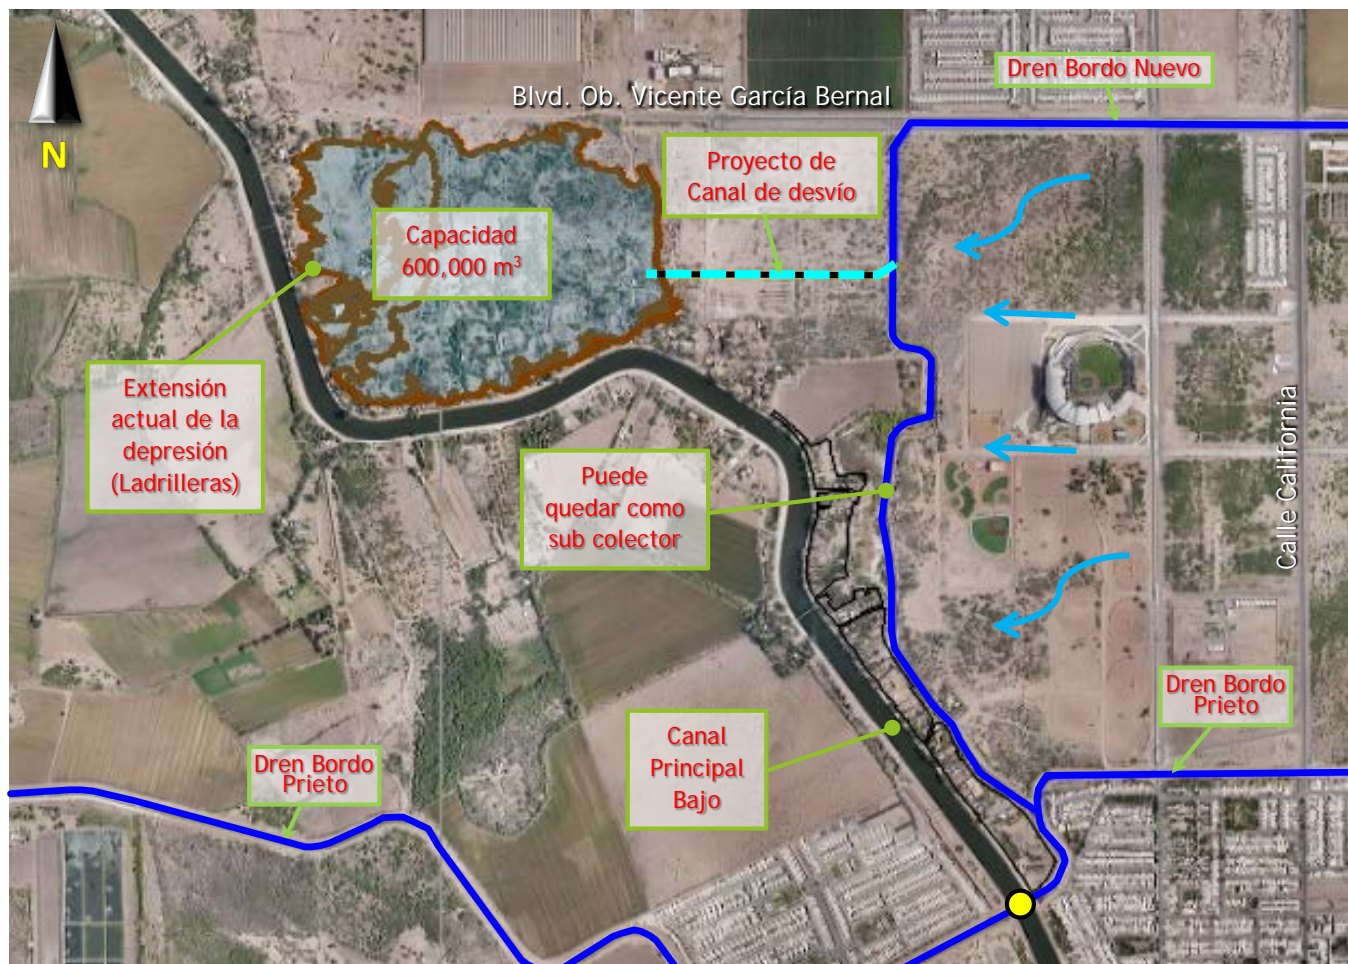 Dren Bordo Nuevo
Blvd. Ob. Vicente García Bernal
N
Proyecto de
Canal de desvío
Capacidad
600,000 m³
Extensión
actual de la
depresión
(Ladrilleras)
Puede
quedar como
sub colector
Calle California
Dren Bordo
Prieto
Canal
Principal
Bajo
Dren Bordo
Prieto